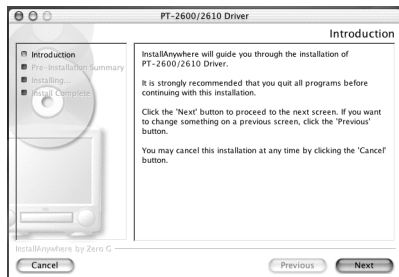 PT-2600/2610 Driver
Introduction
Introduction
Pre-Installation Summary
Installing...
Install Complete
InstallAnywhere will guide you through the installation of
PT-2600/2610 Driver.
It is strongly recommended that you quit all programs before
continuing with this installation.
Click the 'Next' button to proceed to the next screen. If you want
to change something on a previous screen, click the 'Previous'
button.
You may cancel this installation at any time by clicking the 'Cancel'
button.
InstallAnywhere by Zero G
Cancel
Previous
Next